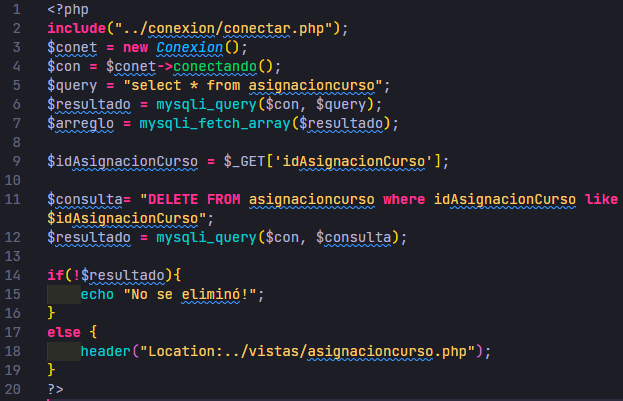 1 <?php
2 include("../conexion/conectar.php");
3 $conet = new Conexion();
4 $con = $conet->conectando();
5 $query = "select * from asignacioncurso";
6 $resultado = mysqli_query($con, $query);
7 $arreglo = mysqli_fetch_array($resultado);
8
9 $idAsignacionCurso = $_GET['idAsignacionCurso'];
10
11 $consulta= "DELETE FROM asignacioncurso where idAsignacionCurso like
$idAsignacionCurso";
12 $resultado = mysqli_query($con, $consulta);
13
14 if(!$resultado){
15     echo "No se eliminó!";
16 }
17 else {
18     header("Location:../vistas/asignacioncurso.php");
19 }
20 ?>